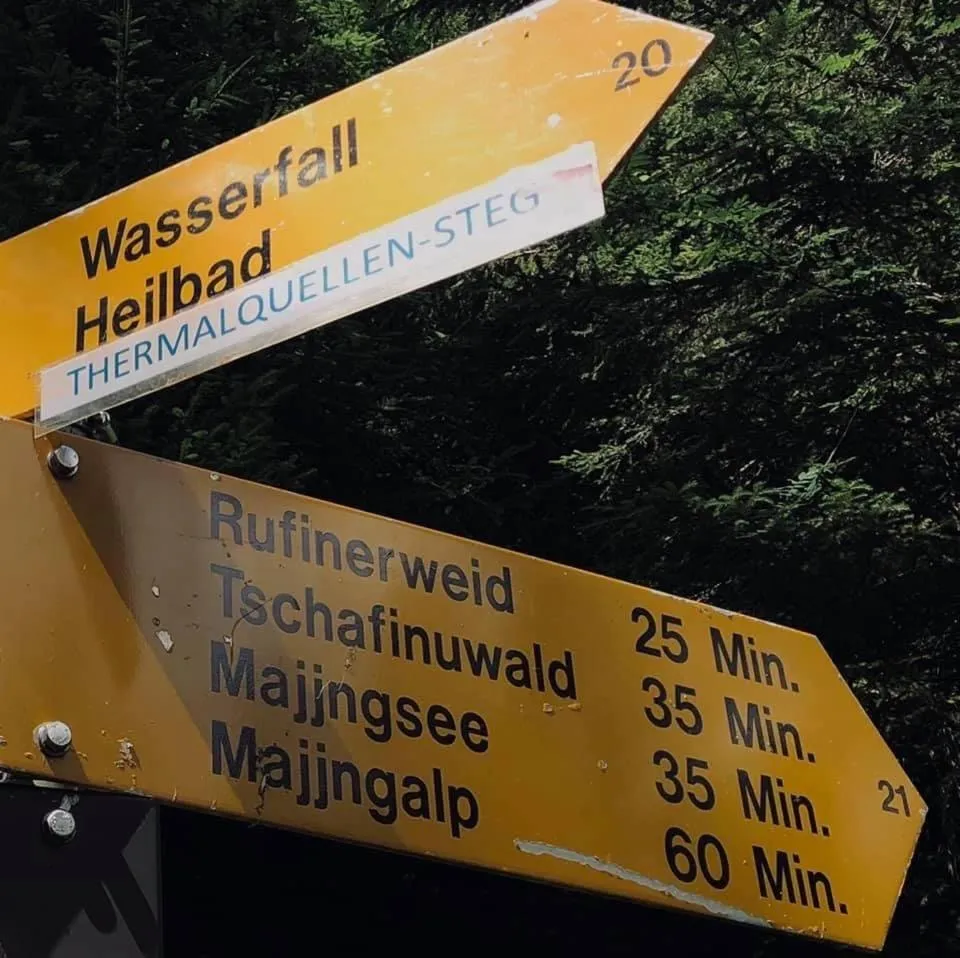 20
Wasserfall
Heilbad
THERMALQUELLEN-STEG
Rufinerweid 25 Min.
Tschafinuwald 35 Min.
Majjngsee 35 Min.
Majjngalp 60 Min.
21